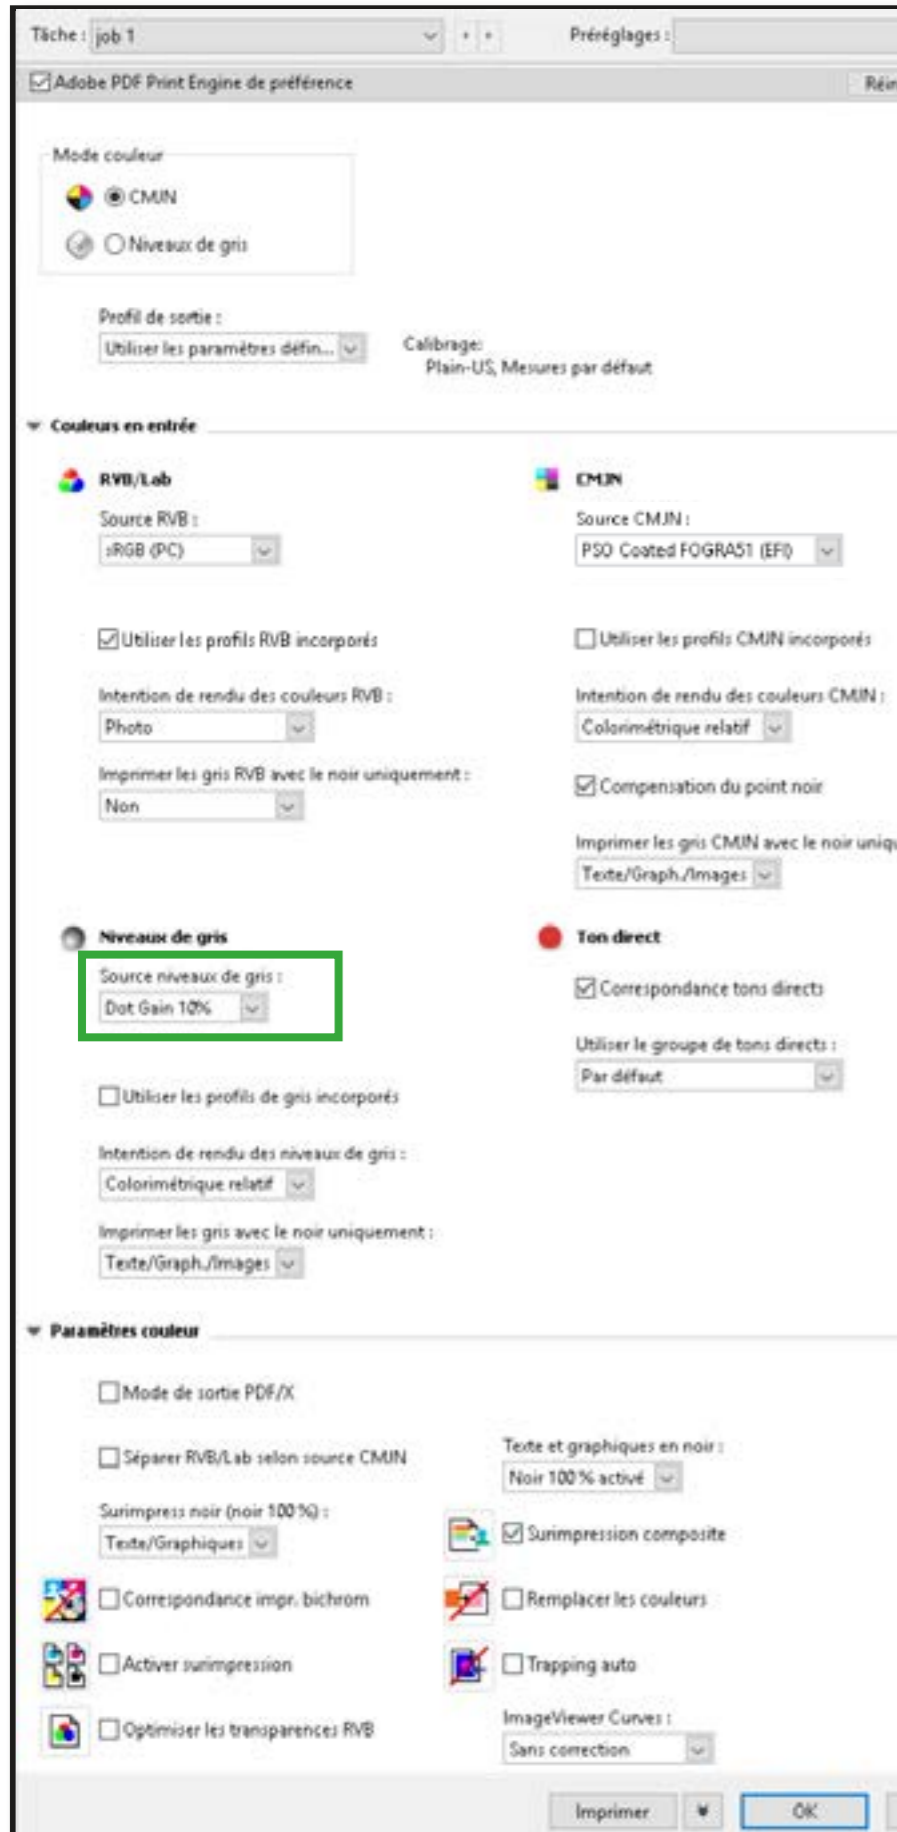 Tâche : job 1 Préréglages :
Adobe PDF Print Engine de préférence
Mode couleur
CMJN
Niveaux de gris
Profil de sortie :
Utiliser les paramètres défin...
Calibrage:
Plain-US, Mesures par défaut
Couleurs en entrée
RVB/Lab
Source RVB :
sRGB (PC)
Utiliser les profils RVB incorporés
Intention de rendu des couleurs RVB :
Photo
Imprimer les gris RVB avec le noir uniquement :
Non
CMJN
Source CMJN :
PSO Coated FOGRA51 (EFI)
Utiliser les profils CMJN incorporés
Intention de rendu des couleurs CMJN :
Colorimétrique relatif
Compensation du point noir
Imprimer les gris CMJN avec le noir
Texte/Graph./Images
Niveaux de gris
Source niveaux de gris :
Dot Gain 10%
Utiliser les profils de gris incorporés
Intention de rendu des niveaux de gris :
Colorimétrique relatif
Imprimer les gris avec le noir uniquement :
Texte/Graph./Images
Ton direct
Correspondance tons directs
Utiliser le groupe de tons directs :
Par défaut
Paramètres couleur
Mode de sortie PDF/X
Séparer RVB/Lab selon source CMJN
Surimpress noir (noir 100%) :
Texte/Graphiques
Correspondance impr. bichrom
Activer surimpression
Optimiser les transparences RVB
Texte et graphiques en noir :
Noir 100 % activé
Surimpression composite
Remplacer les couleurs
Trapping auto
ImageViewer Curves :
Sans correction
Imprimer OK